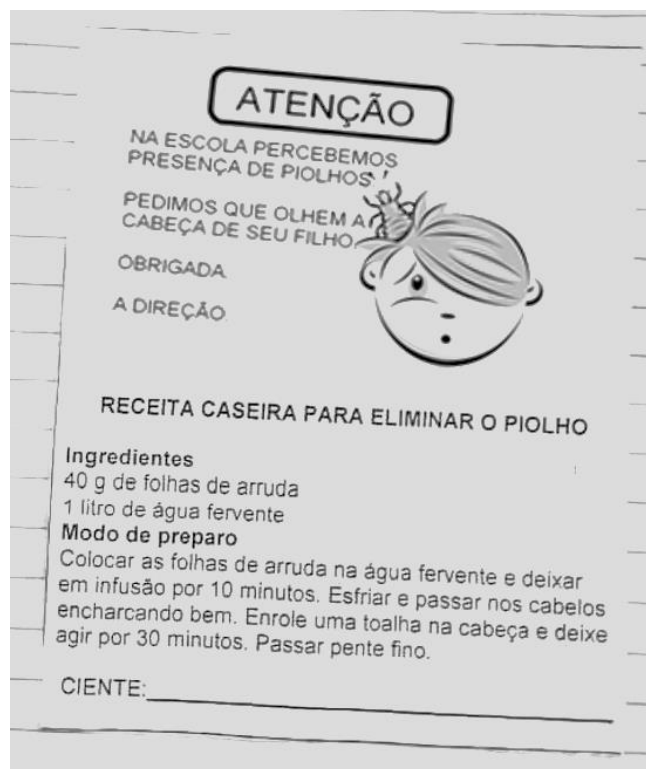 ATENÇÃO
NA ESCOLA PERCEBEMOS
PRESENÇA DE PIOLHOS !
PEDIMOS QUE OLHEM A
CABEÇA DE SEU FILHO.
OBRIGADA
A DIREÇÃO
RECEITA CASEIRA PARA ELIMINAR O PIOLHO
Ingredientes
40 g de folhas de arruda
1 litro de água fervente
Modo de preparo
Colocar as folhas de arruda na água fervente e deixar
em infusão por 10 minutos. Esfriar e passar nos cabelos
encharcando bem. Enrole uma toalha na cabeça e deixe
agir por 30 minutos. Passar pente fino.
CIENTE: